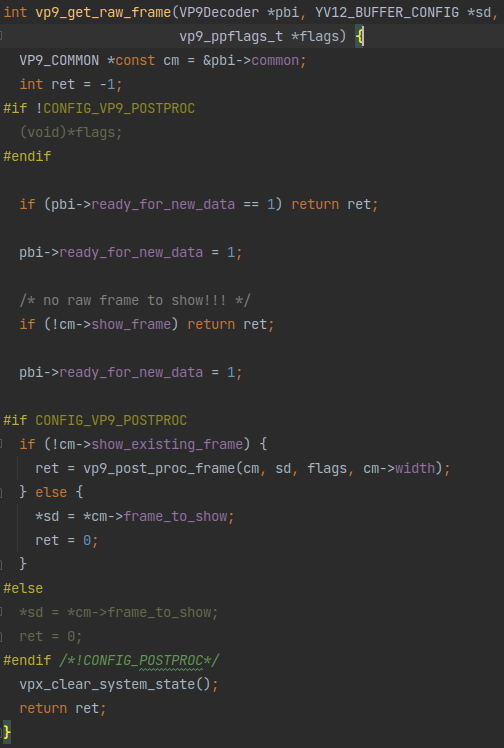 int vp9_get_raw_frame(VP9Decoder *pbi, YV12_BUFFER_CONFIG *sd,
                      vp9_ppflags_t *flags) {
  VP9_COMMON *const cm = &pbi->common;
  int ret = -1;
#if !CONFIG_VP9_POSTPROC
  (void)*flags;
#endif

  if (pbi->ready_for_new_data == 1) return ret;

  pbi->ready_for_new_data = 1;

  /* no raw frame to show!!! */
  if (!cm->show_frame) return ret;

  pbi->ready_for_new_data = 1;

#if CONFIG_VP9_POSTPROC
  if (!cm->show_existing_frame) {
    ret = vp9_post_proc_frame(cm, sd, flags, cm->width);
  } else {
    *sd = *cm->frame_to_show;
    ret = 0;
  }
#else
  *sd = *cm->frame_to_show;
  ret = 0;
#endif /*!CONFIG_POSTPROC*/
  vpx_clear_system_state();
  return ret;
}